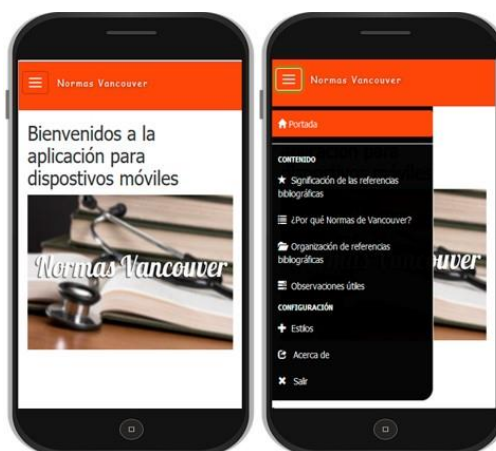 Normas Vancouver
Bienvenidos a la
aplicación para
dispostivos móviles
Normas Vancouver
Normas Vancouver
Portada
CONTENIDO
Significación de las referencias
bibliográficas
¿Por qué Normas de Vancouver?
Organización de referencias
bibliográficas
Observaciones útiles
CONFIGURACIÓN
Estilos
Acerca de
Salir
uver